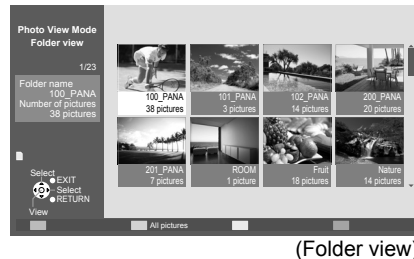 Photo View Mode
Folder view
1/23
Folder name
100_PANA
Number of pictures
38 pictures
Select
EXIT
Select
RETURN
View
100_PANA
38 pictures
101_PANA
3 pictures
102_PANA
14 pictures
200_PANA
20 pictures
201_PANA
7 pictures
ROOM
1 picture
Fruit
18 pictures
Nature
14 pictures
All pictures
(Folder view)